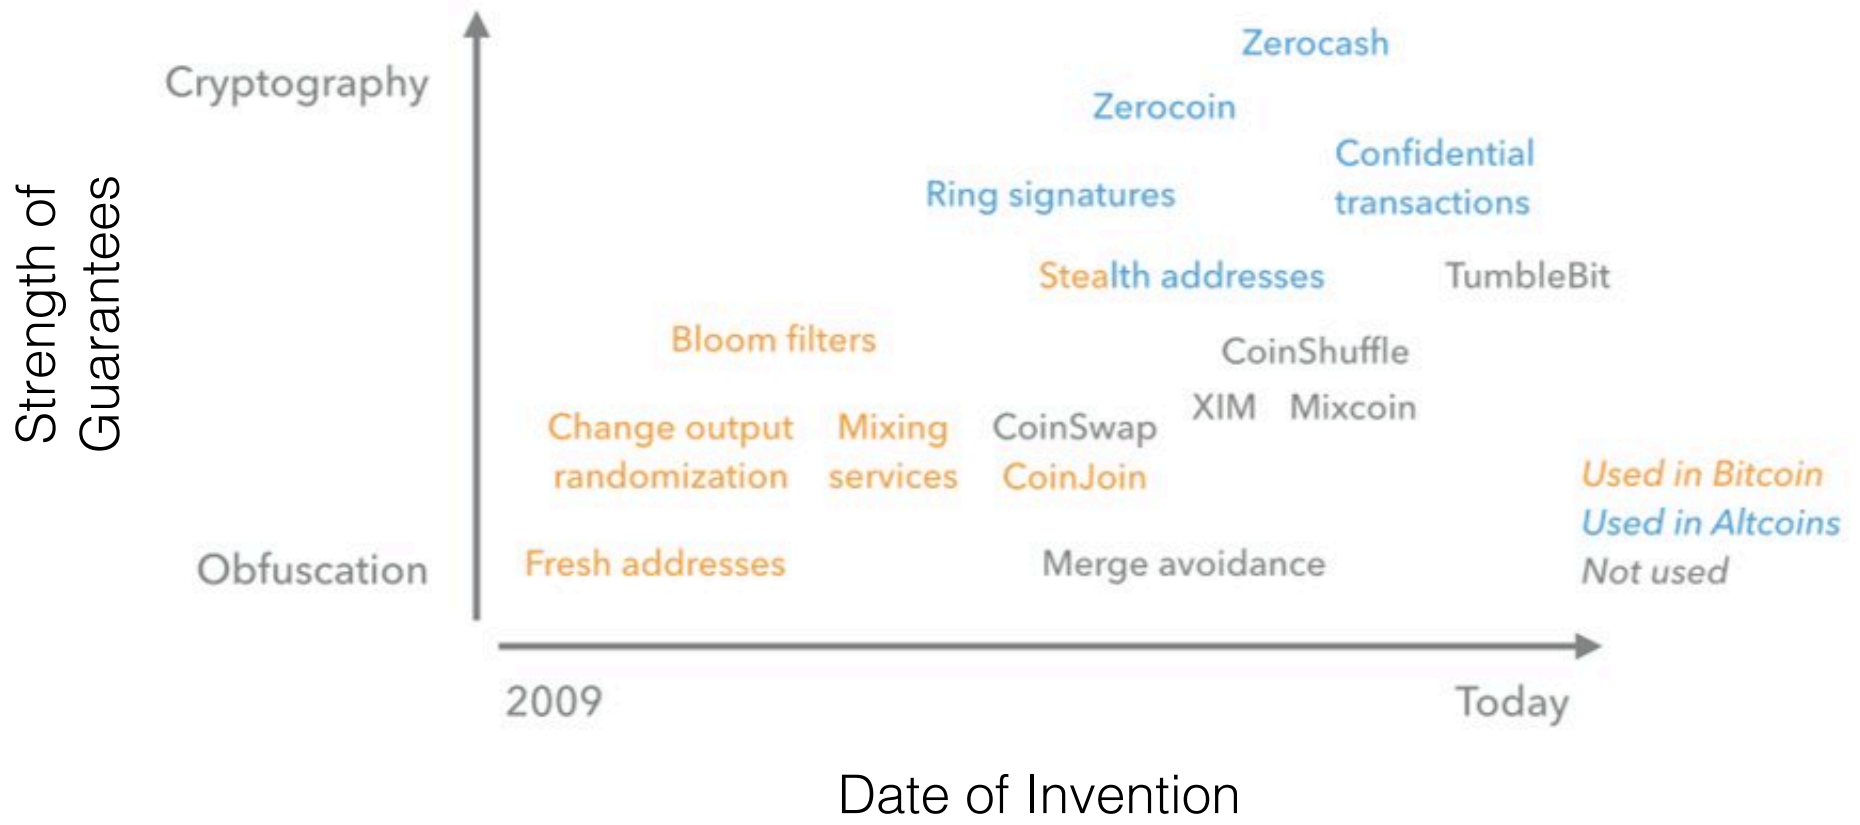 Zerocash
Cryptography
Zerocoin
Confidential
transactions
Ring signatures
Strength of
Guarantees
Stealth addresses
TumbleBit
Bloom filters
CoinShuffle
XIM
Mixcoin
Change output
randomization
Mixing
services
CoinSwap
CoinJoin
Used in Bitcoin
Used in Altcoins
Not used
Obfuscation
Fresh addresses
Merge avoidance
2009
Today
Date of Invention